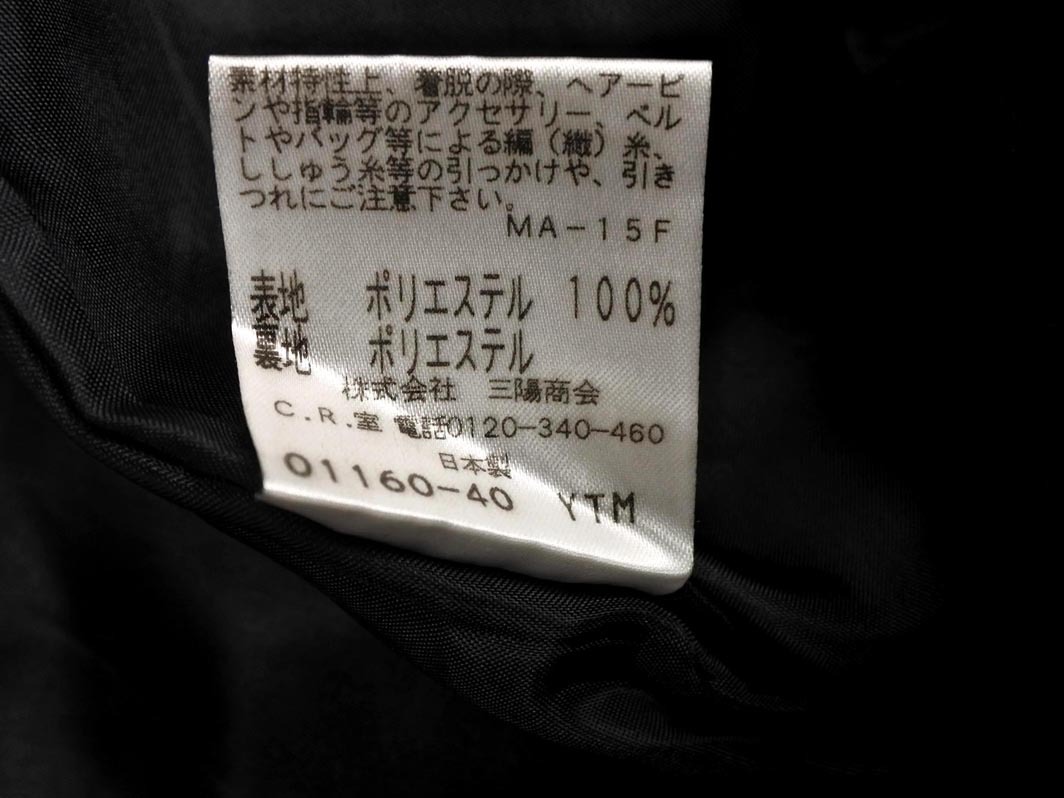 素材特性上、着脱の際、ヘアーピ
ンや指輪等のアクセサリー、ベル
トやバッグ等による編（織）糸、
ししゅう糸等の引っかけや、引き
つれにご注意下さい。
MA-15F
表地 ポリエステル 100%
裏地 ポリエステル
株式会社 三陽商会
C.R.室 電話0120-340-460
日本製
01160-40 YTM